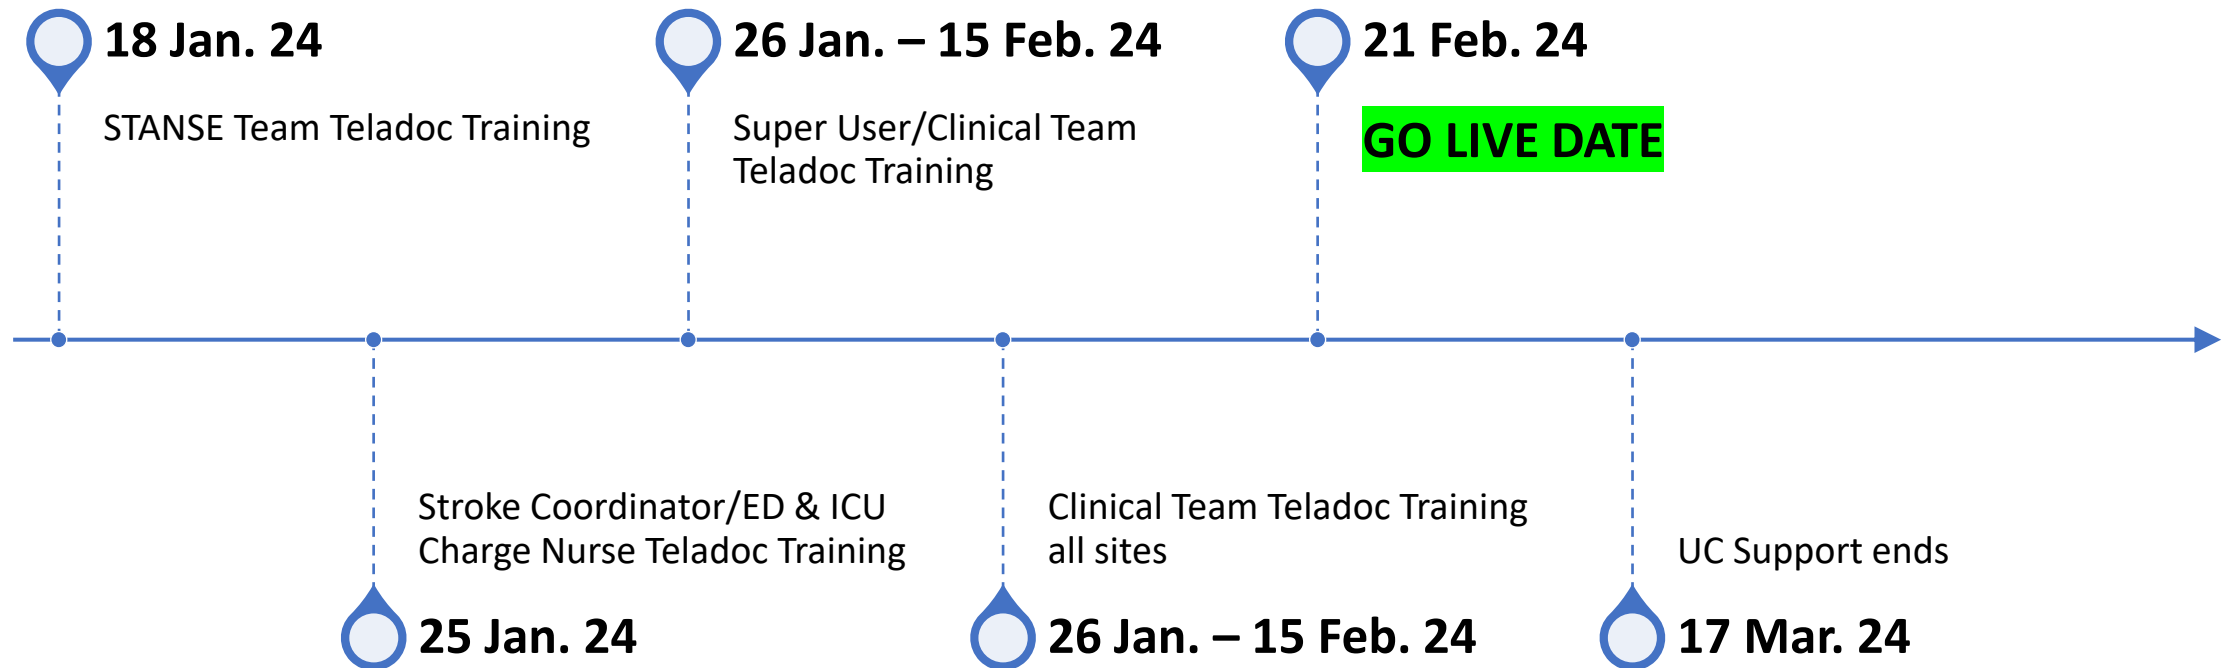 18 Jan. 24
STANSE Team Teladoc Training
26 Jan. – 15 Feb. 24
Super User/Clinical Team
Teladoc Training
21 Feb. 24
GO LIVE DATE
Stroke Coordinator/ED & ICU
Charge Nurse Teladoc Training
25 Jan. 24
Clinical Team Teladoc Training
all sites
26 Jan. – 15 Feb. 24
UC Support ends
17 Mar. 24